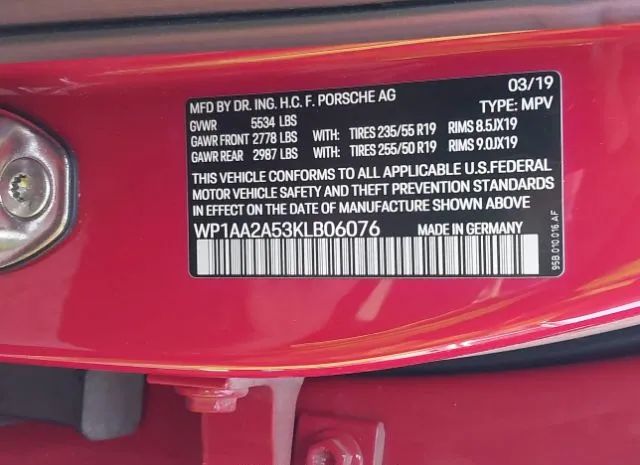 MFD BY DR. ING. H.C. F. PORSCHE AG 03/19
GVWR 5534 LBS TYPE: MPV
GAWR FRONT 2778 LBS WITH: TIRES 235/55 R19 RIMS 8.5JX19
GAWR REAR 2987 LBS WITH: TIRES 255/50 R19 RIMS 9.0JX19
THIS VEHICLE CONFORMS TO ALL APPLICABLE U.S.FEDERAL
MOTOR VEHICLE SAFETY AND THEFT PREVENTION STANDARDS
IN EFFECT ON THE DATE OF MANUFACTURE SHOWN ABOVE
WP1AA2A53KLB06076 MADE IN GERMANY
95B.010.016.AF